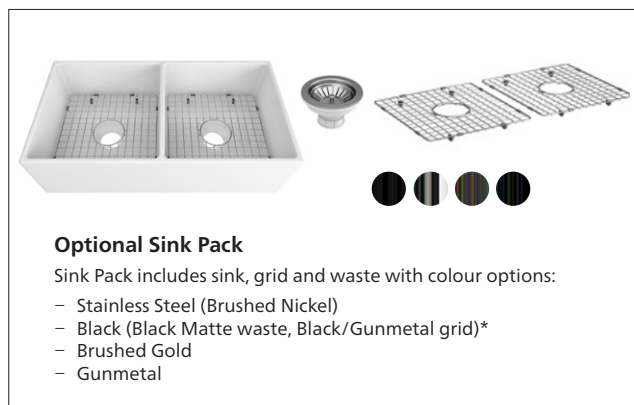 Optional Sink Pack
Sink Pack includes sink, grid and waste with colour options:
– Stainless Steel (Brushed Nickel)
– Black (Black Matte waste, Black/Gunmetal grid)*
– Brushed Gold
– Gunmetal